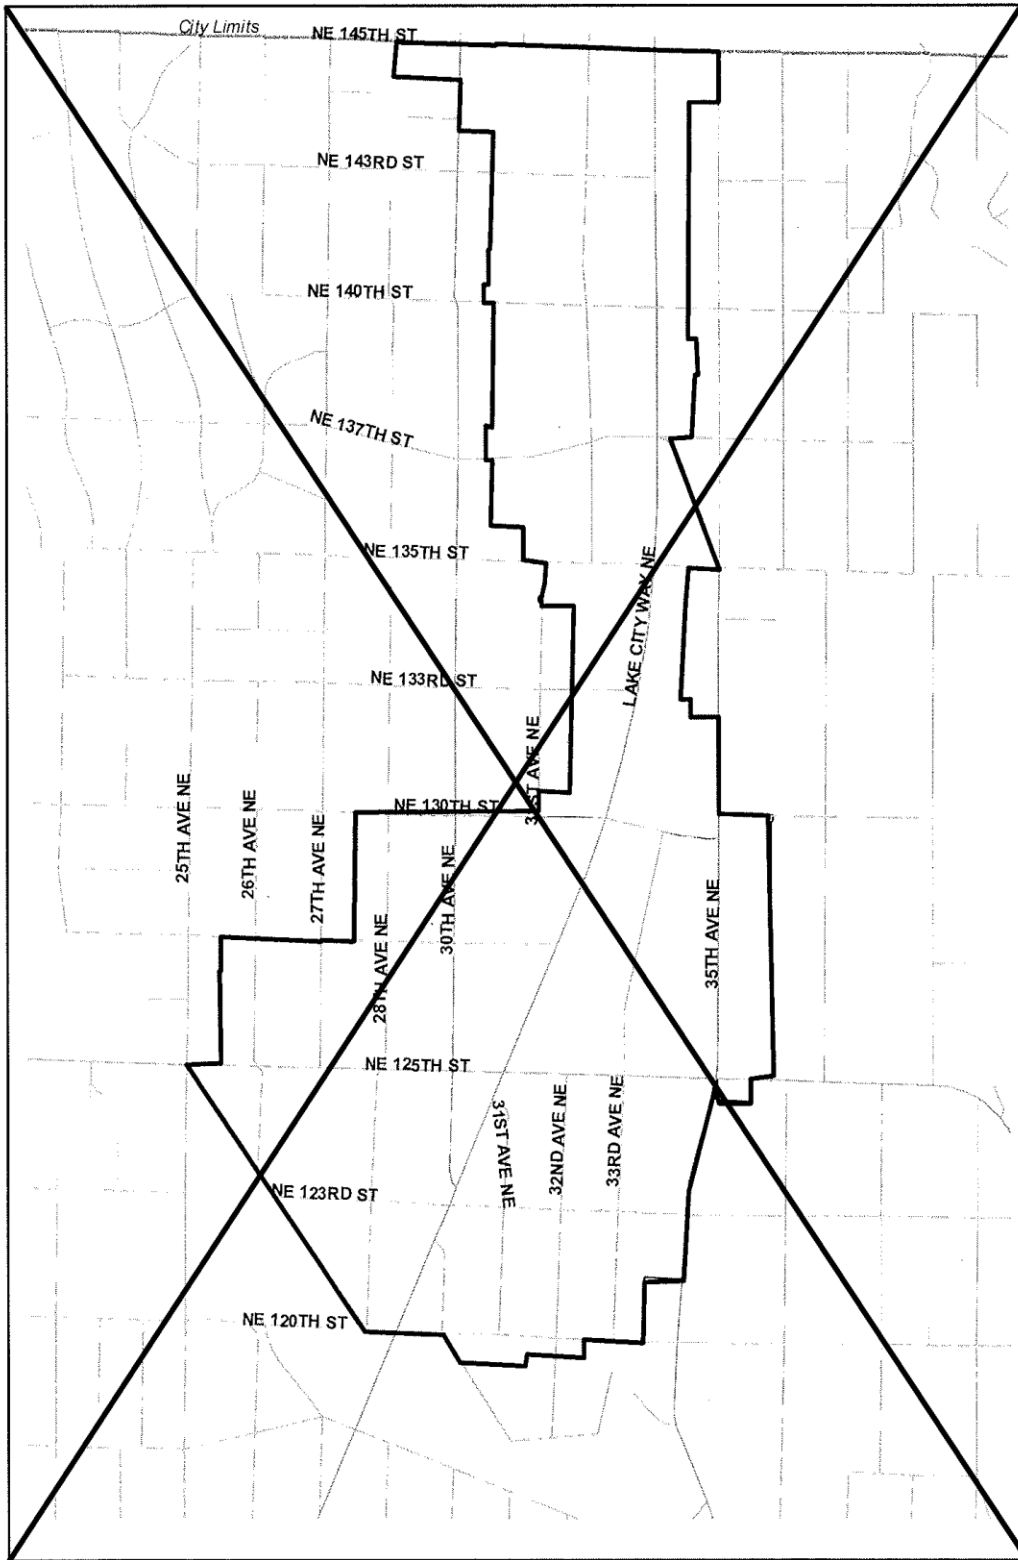 City Limits
NE 145TH ST
NE 143RD ST
NE 140TH ST
NE 137TH ST
NE 135TH ST
LAKE CITY WAY NE
NE 133RD ST
31ST AVE NE
NE 130TH ST
25TH AVE NE
26TH AVE NE
27TH AVE NE
28TH AVE NE
30TH AVE NE
35TH AVE NE
NE 125TH ST
31ST AVE NE
32ND AVE NE
33RD AVE NE
NE 123RD ST
NE 120TH ST